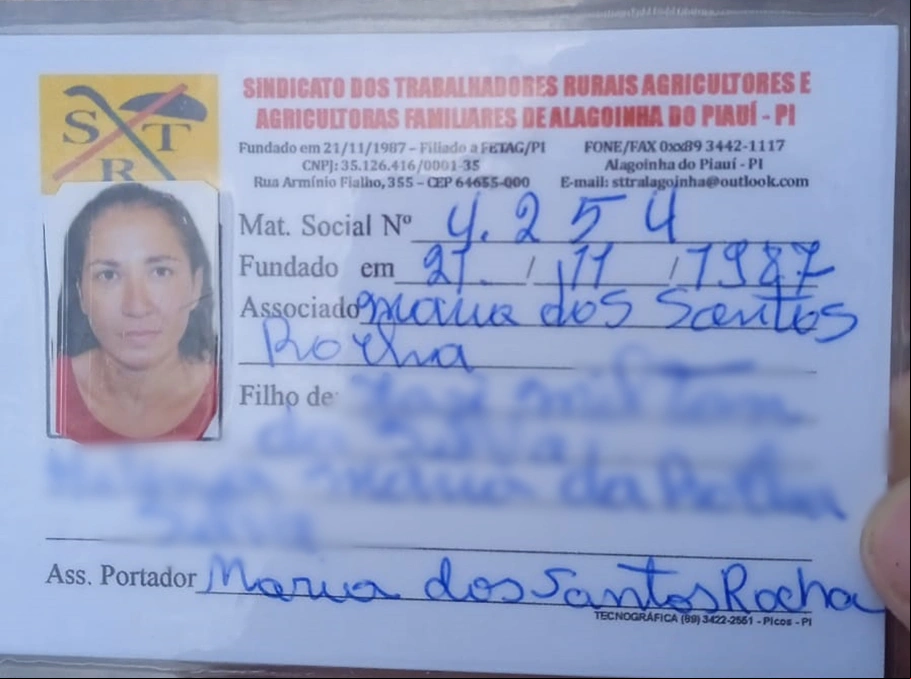 SINDICATO DOS TRABALHADORES RURAIS AGRICULTORES E
AGRICULTORAS FAMILIARES DE ALAGOINHA DO PIAUÍ - PI
S T
R
Fundado em 21/11/1987 - Filiado a FETAG/PI
FONE/FAX 0xx89 3442-1117
CNPJ: 35.126.416/0001-35
Alagoinha do Piauí - PI
Rua Armínio Fialho, 355 - CEP 64655-000
E-mail: sttralagoinha@outlook.com
Mat. Social Nº 4.254
Fundado em 21/11/1987
Associado Maria dos Santos
Rocha
Filho de
Ass. Portador Maria dos Santos Rocha
TECNOGRÁFICA (89) 3422-2551 - Picos - PI